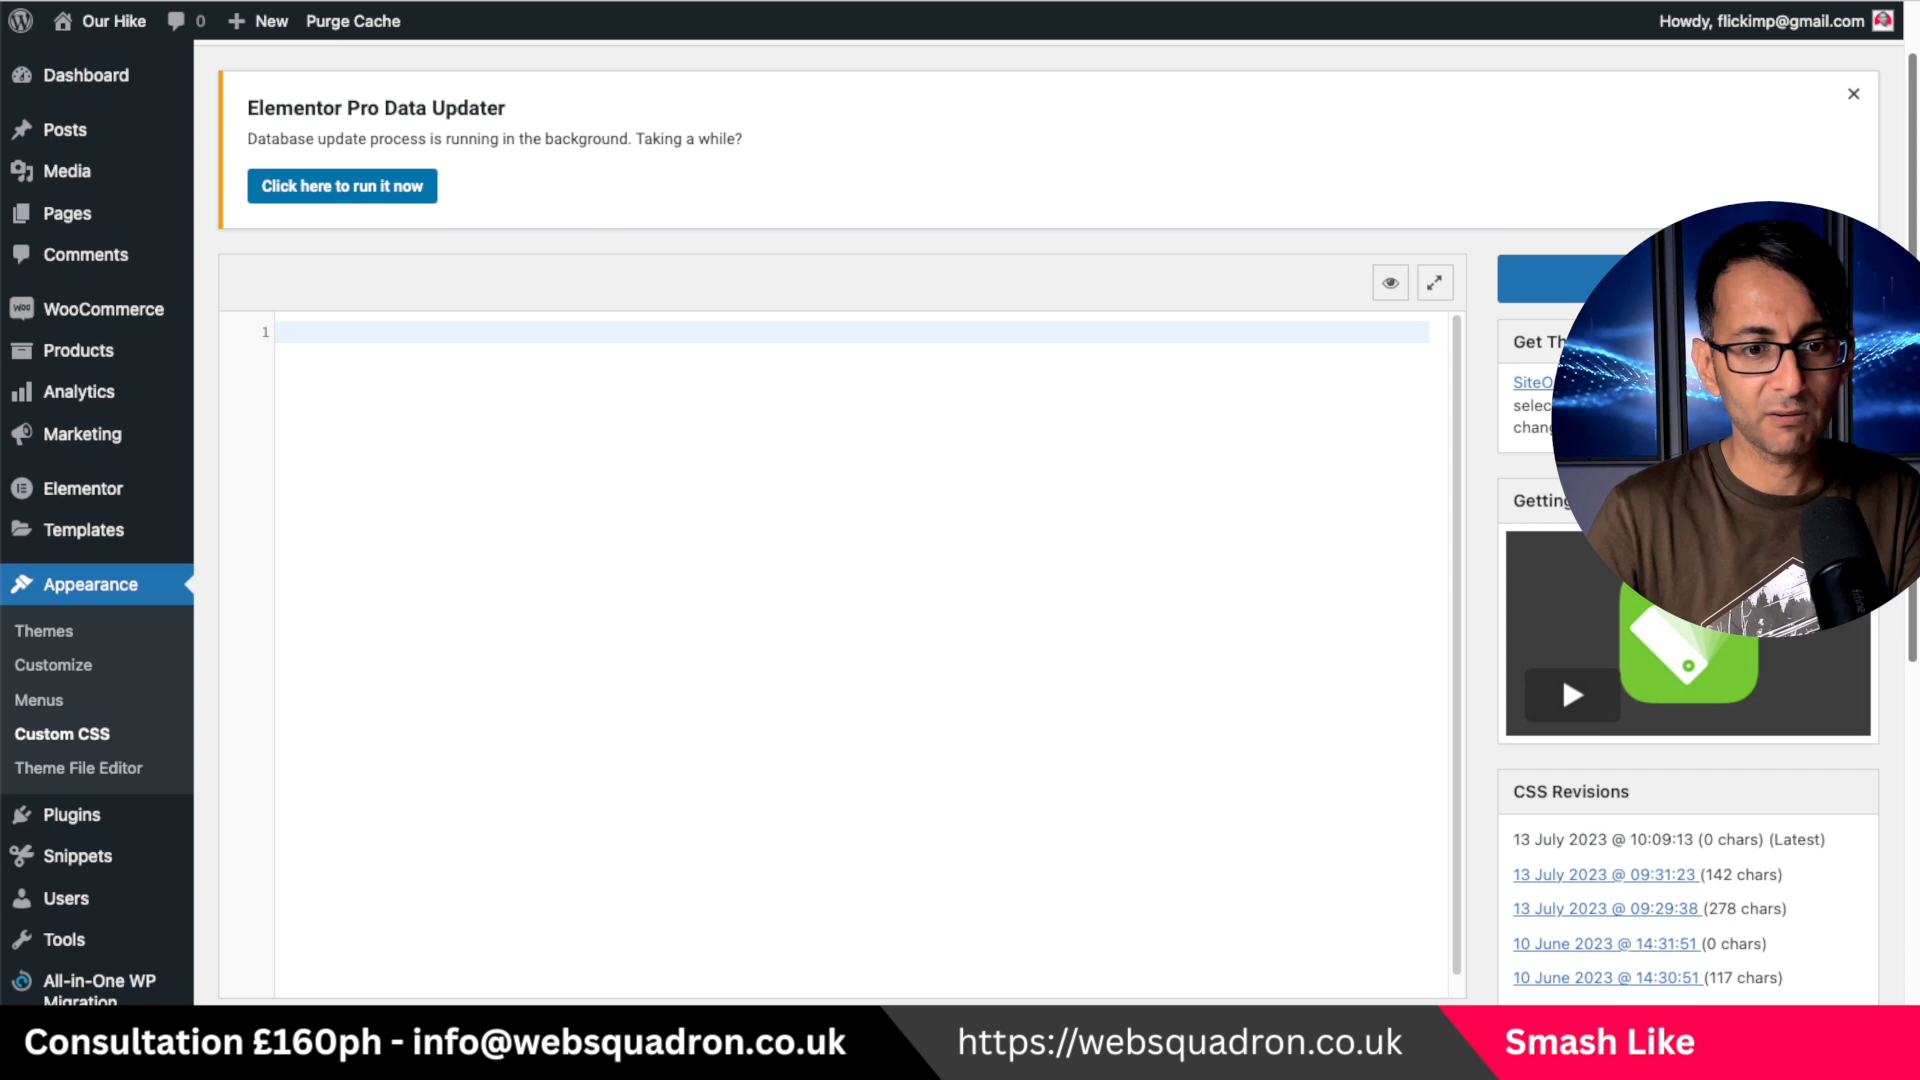 Our Hike
0
New
Purge Cache
Howdy, flickimp@gmail.com
Dashboard
Posts
Media
Pages
Comments
WooCommerce
Products
Analytics
Marketing
Elementor
Templates
Appearance
Themes
Customize
Menus
Custom CSS
Theme File Editor
Plugins
Snippets
Users
Tools
All-in-One WP
Migration
Elementor Pro Data Updater
Database update process is running in the background. Taking a while?
Click here to run it now
1
Get Th
SiteO
selec
chang
Getting
CSS Revisions
13 July 2023 @ 10:09:13 (0 chars) (Latest)
13 July 2023 @ 09:31:23 (142 chars)
13 July 2023 @ 09:29:38 (278 chars)
10 June 2023 @ 14:31:51 (0 chars)
10 June 2023 @ 14:30:51 (117 chars)
Consultation £160ph - info@websquadron.co.uk
https://websquadron.co.uk
Smash Like